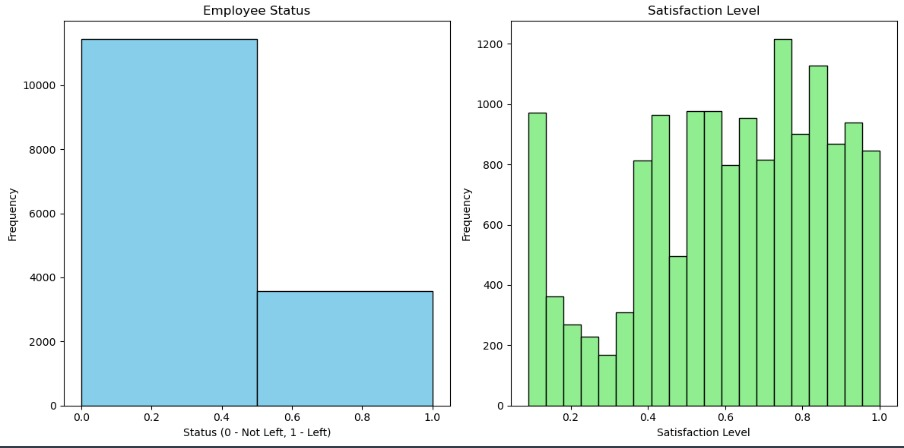 Employee Status
Frequency
10000
8000
6000
4000
2000
0
0.0 0.2 0.4 0.6 0.8 1.0
Status (0 - Not Left, 1 - Left)
Satisfaction Level
Frequency
1200
1000
800
600
400
200
0
0.2 0.4 0.6 0.8 1.0
Satisfaction Level